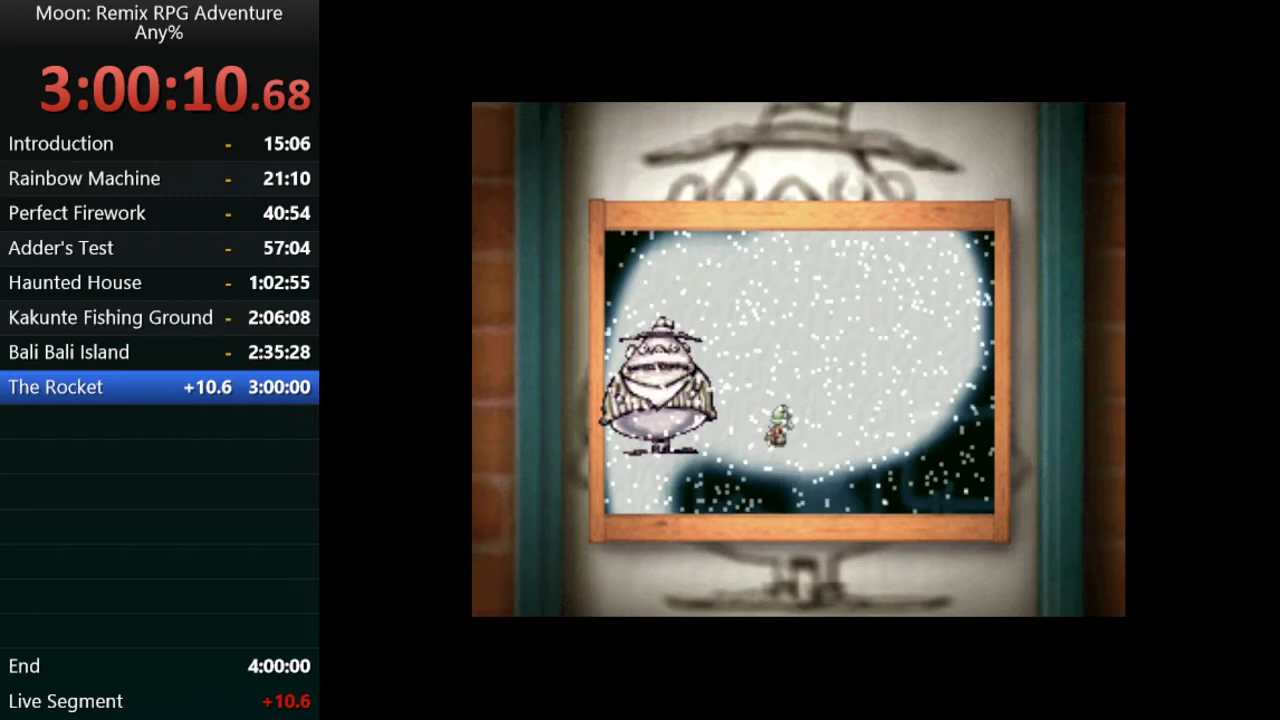 Moon: Remix RPG Adventure
Any%
3:00:10.68
Introduction - 15:06
Rainbow Machine - 21:10
Perfect Firework - 40:54
Adder's Test - 57:04
Haunted House - 1:02:55
Kakunte Fishing Ground - 2:06:08
Bali Bali Island - 2:35:28
The Rocket +10.6 3:00:00
End 4:00:00
Live Segment +10.6